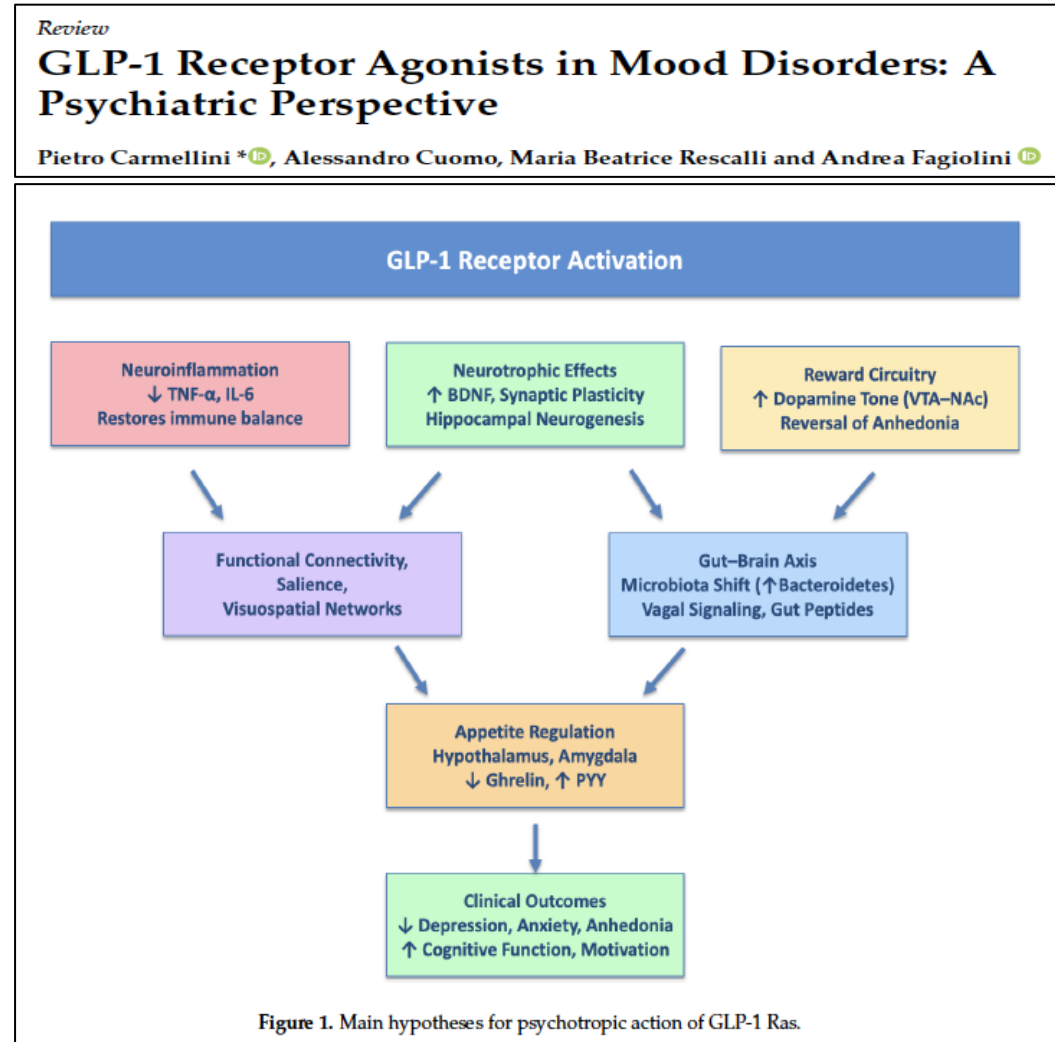 Review
GLP-1 Receptor Agonists in Mood Disorders: A
Psychiatric Perspective
Pietro Carmellini *, Alessandro Cuomo, Maria Beatrice Rescalli and Andrea Fagiolini
GLP-1 Receptor Activation
Neuroinflammation
↓ TNF-α, IL-6
Restores immune balance
Neurotrophic Effects
↑ BDNF, Synaptic Plasticity
Hippocampal Neurogenesis
Reward Circuitry
↑ Dopamine Tone (VTA–NAc)
Reversal of Anhedonia
Functional Connectivity,
Salience,
Visuospatial Networks
Gut–Brain Axis
Microbiota Shift (↑Bacteroidetes)
Vagal Signaling, Gut Peptides
Appetite Regulation
Hypothalamus, Amygdala
↓ Ghrelin, ↑ PYY
Clinical Outcomes
↓ Depression, Anxiety, Anhedonia
↑ Cognitive Function, Motivation
Figure 1. Main hypotheses for psychotropic action of GLP-1 Ras.